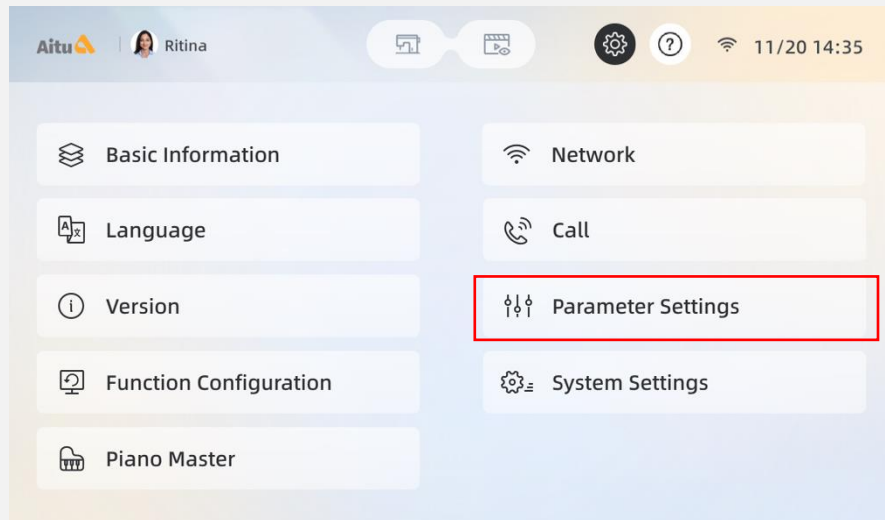 Aitu Ritina ? 11/20 14:35
Basic Information
Network
Language
Call
Version
Parameter Settings
Function Configuration
System Settings
Piano Master